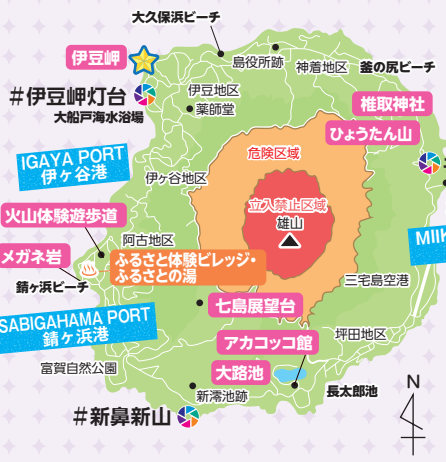 大久保浜ビーチ
伊豆岬
島役所跡
神着地区
釜の尻ビーチ
#伊豆岬灯台
伊豆地区
薬師堂
大船戸海水浴場
椎取神社
ひょうたん山
危険区域
IGAYA PORT
伊ヶ谷港
伊ケ谷地区
立入禁止区域
雄山
火山体験遊歩道
阿古地区
MIIK
メガネ岩
ふるさと体験ビレッジ・
ふるさとの湯
錆ヶ浜ビーチ
三宅島空港
七島展望台
SABIGAHAMA PORT
錆ヶ浜港
坪田地区
アカコッコ館
富賀自然公園
大路池
長太郎池
新澪池跡
#新鼻新山
N